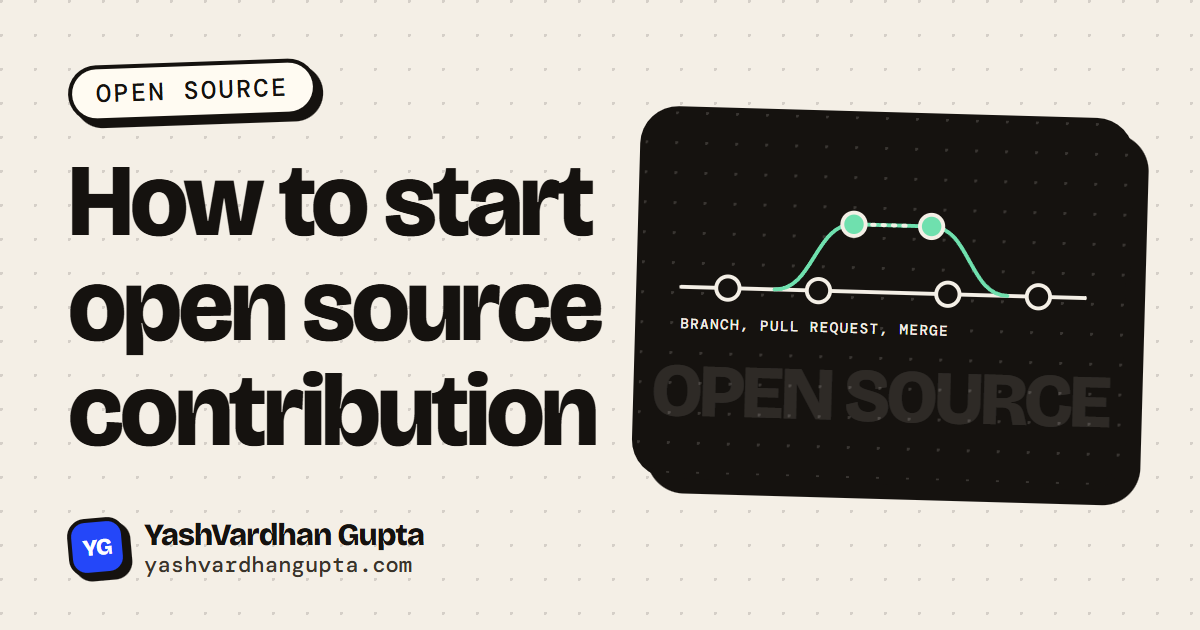 OPEN SOURCE
How to start
open source
contribution
BRANCH, PULL REQUEST, MERGE
OPEN SOURCE
YG
YashVardhan Gupta
yashvardhangupta.com